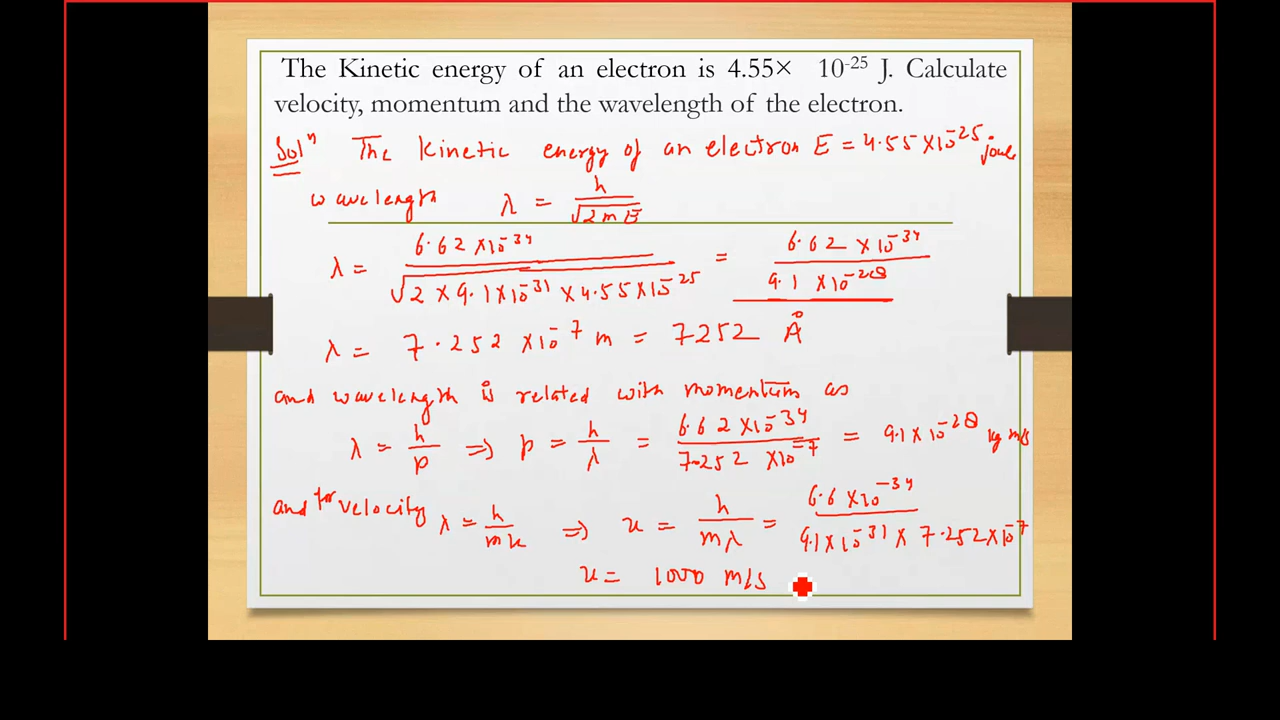 The Kinetic energy of an electron is 4.55× 10⁻²⁵ J. Calculate
velocity, momentum and the wavelength of the electron.
Solⁿ The Kinetic energy of an electron E = 4.55 × 10⁻²⁵ joule
wavelength λ = h / √2mE
λ = 6.62 × 10⁻³⁴ / √2 × 9.1 × 10⁻³¹ × 4.55 × 10⁻²⁵ = 6.62 × 10⁻³⁴ / 9.1 × 10⁻²⁸
λ = 7.252 × 10⁻⁷ m = 7252 Å
and wavelength is related with momentum as
λ = h/p ⇒ p = h/λ = 6.62 × 10⁻³⁴ / 7.252 × 10⁻⁷ = 9.1 × 10⁻²⁸ kg m/s
and for velocity λ = h/mu ⇒ u = h/mλ = 6.6 × 10⁻³⁴ / 9.1 × 10⁻³¹ × 7.252 × 10⁻⁷
u = 1000 m/s